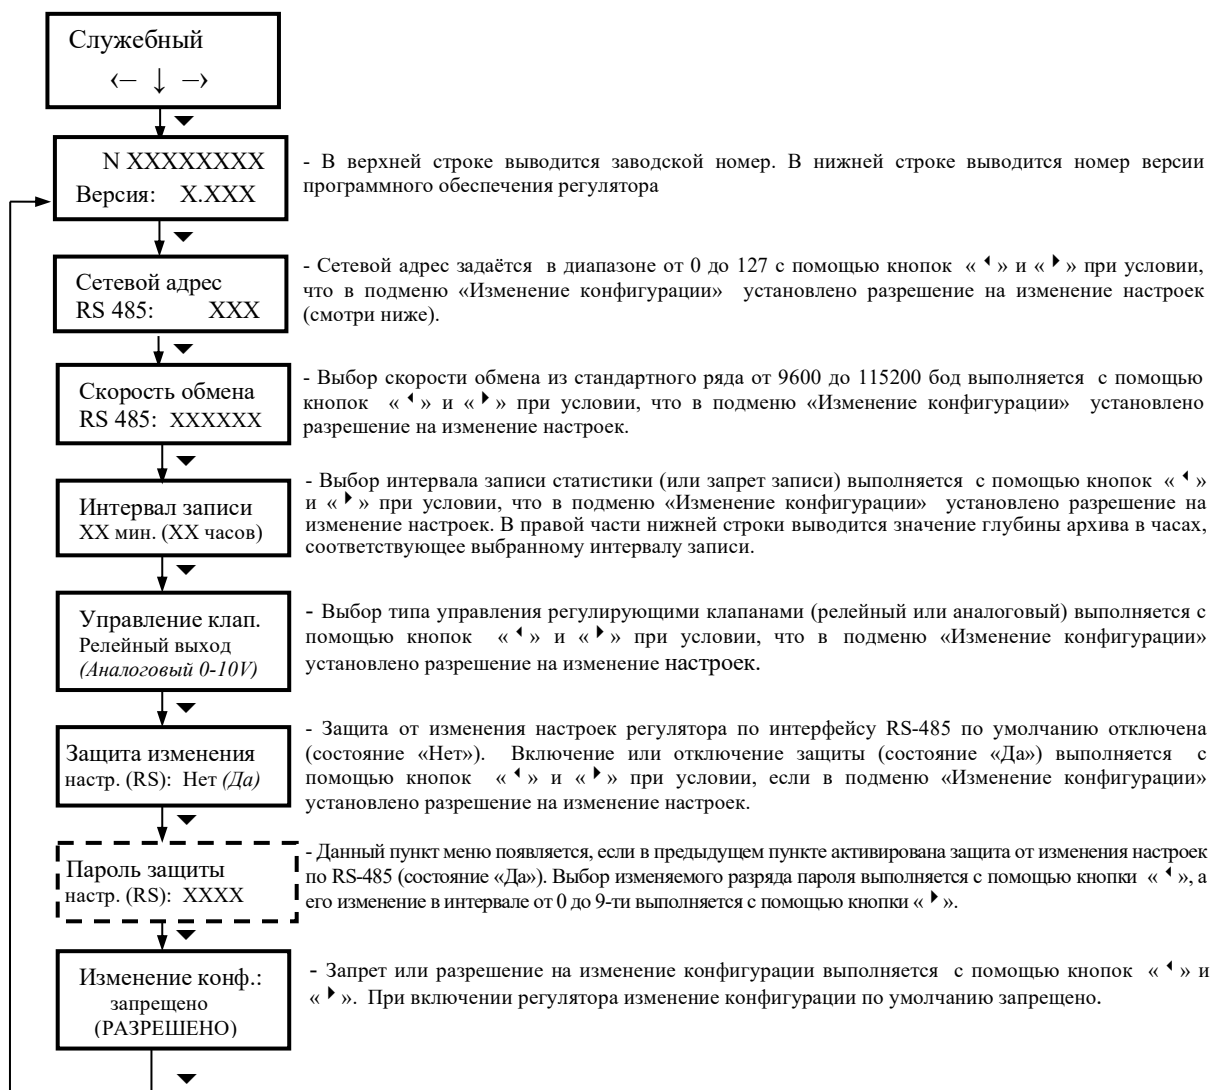 Служебный
‹– ↓ –›
N XXXXXXXX
Версия: X.XXX
- В верхней строке выводится заводской номер. В нижней строке выводится номер версии
программного обеспечения регулятора
Сетевой адрес
RS 485: XXX
- Сетевой адрес задаётся в диапазоне от 0 до 127 с помощью кнопок « ◂ » и « ▸ » при условии,
что в подменю «Изменение конфигурации» установлено разрешение на изменение настроек
(смотри ниже).
Скорость обмена
RS 485: XXXXXX
- Выбор скорости обмена из стандартного ряда от 9600 до 115200 бод выполняется с помощью
кнопок « ◂ » и « ▸ » при условии, что в подменю «Изменение конфигурации» установлено
разрешение на изменение настроек.
Интервал записи
XX мин. (XX часов)
- Выбор интервала записи статистики (или запрет записи) выполняется с помощью кнопок « ◂ »
и « ▸ » при условии, что в подменю «Изменение конфигурации» установлено разрешение на
изменение настроек. В правой части нижней строки выводится значение глубины архива в часах,
соответствующее выбранному интервалу записи.
Управление клап.
Релейный выход
(Аналоговый 0-10V)
- Выбор типа управления регулирующими клапанами (релейный или аналоговый) выполняется с
помощью кнопок « ◂ » и « ▸ » при условии, что в подменю «Изменение конфигурации»
установлено разрешение на изменение настроек.
Защита изменения
настр. (RS): Нет (Да)
- Защита от изменения настроек регулятора по интерфейсу RS-485 по умолчанию отключена
(состояние «Нет»). Включение или отключение защиты (состояние «Да») выполняется с
помощью кнопок « ◂ » и « ▸ » при условии, если в подменю «Изменение конфигурации»
установлено разрешение на изменение настроек.
Пароль защиты
настр. (RS): XXXX
- Данный пункт меню появляется, если в предыдущем пункте активирована защита от изменения настроек
по RS-485 (состояние «Да»). Выбор изменяемого разряда пароля выполняется с помощью кнопки « ◂ », а
его изменение в интервале от 0 до 9-ти выполняется с помощью кнопки « ▸ ».
Изменение конф.:
запрещено
(РАЗРЕШЕНО)
- Запрет или разрешение на изменение конфигурации выполняется с помощью кнопок « ◂ » и
« ▸ ». При включении регулятора изменение конфигурации по умолчанию запрещено.